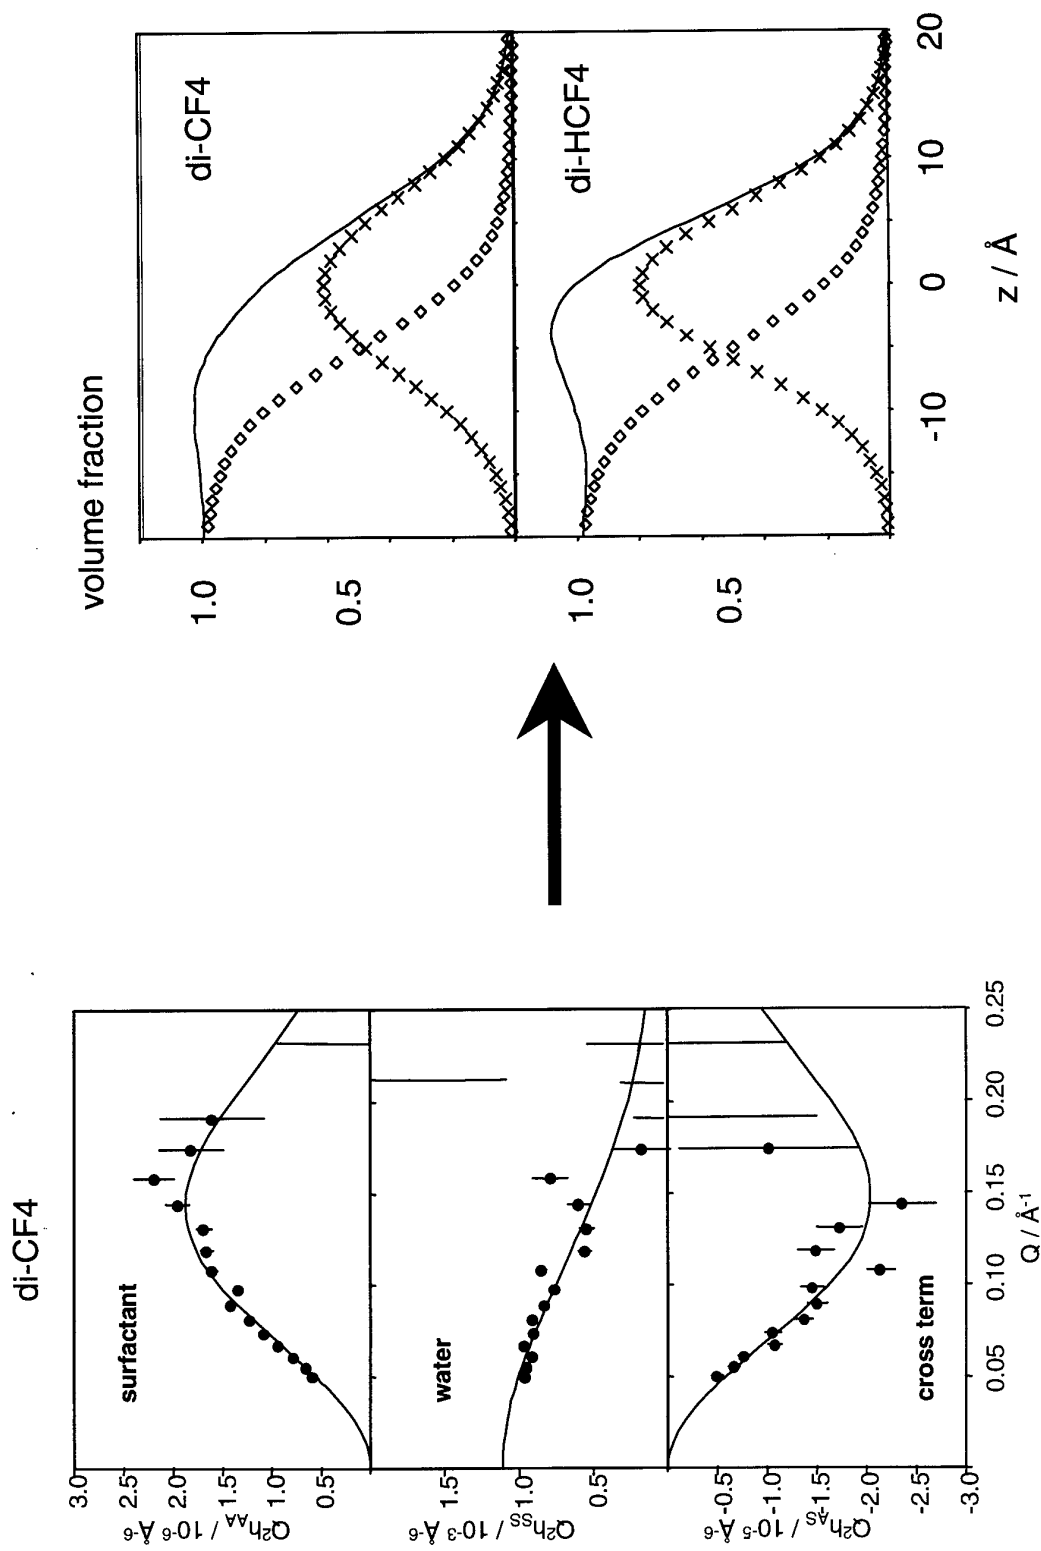 di-CF4
3.0
2.5
2.0
1.5
1.0
0.5
Q²h_AA / 10⁻⁶ Å⁻⁶
surfactant
1.5
1.0
0.5
Q²h_SS / 10⁻³ Å⁻⁶
water
-0.5
-1.0
-1.5
-2.0
-2.5
-3.0
Q²h_AS / 10⁻⁵ Å⁻⁶
cross term
0.05 0.10 0.15 0.20 0.25
Q / Å⁻¹
volume fraction
1.0
0.5
di-CF4
1.0
0.5
di-HCF4
-10 0 10 20
z / Å